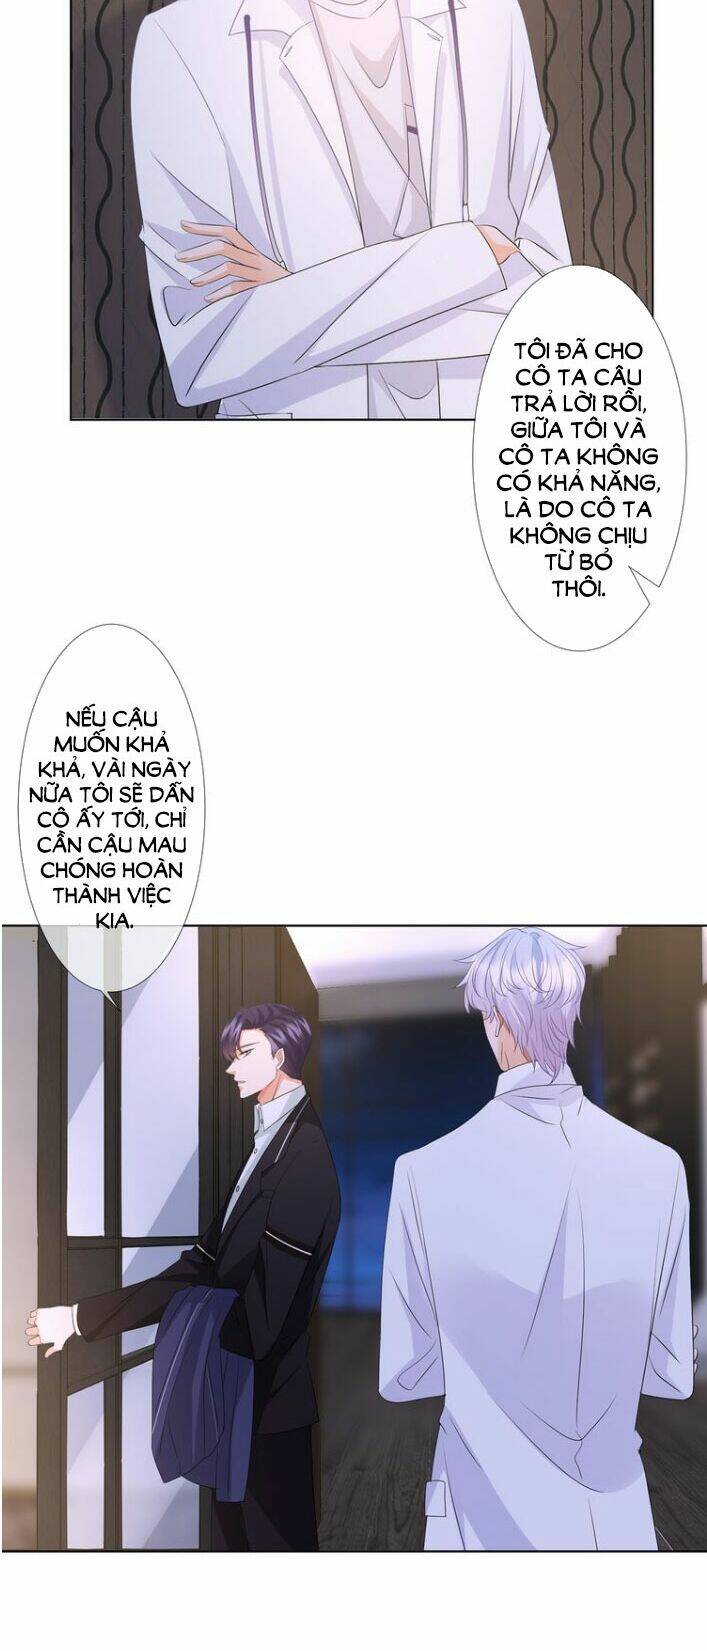 TÔI ĐÃ CHO
CÔ TA CÂU
TRẢ LỜI RỒI,
GIỮA TÔI VÀ
CÔ TA KHÔNG
CÓ KHẢ NĂNG,
LÀ DO CÔ TA
KHÔNG CHỊU
TỪ BỎ
THÔI.
NẾU CẬU
MUỐN KHẢ
KHẢ, VÀI NGÀY
NỮA TÔI SẼ DẪN
CÔ ẤY TỚI, CHỈ
CẦN CẬU MAU
CHÓNG HOÀN
THÀNH VIỆC
KIA.